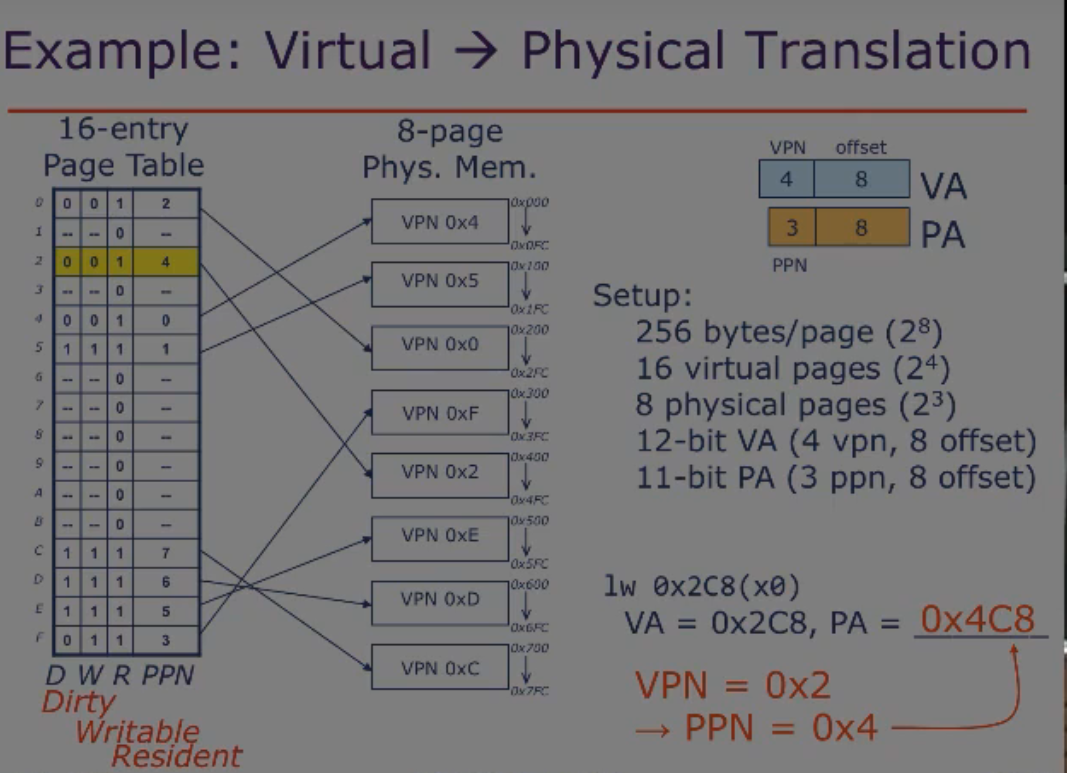 Example: Virtual → Physical Translation
16-entry
Page Table
0 0 0 1 2
1 -- -- 0 --
2 0 0 1 4
3 -- -- 0 --
4 0 0 1 0
5 1 1 1 1
6 -- -- 0 --
7 -- -- 0 --
8 -- -- 0 --
9 -- -- 0 --
A -- -- 0 --
B -- -- 0 --
C 1 1 1 7
D 1 1 1 6
E 1 1 1 5
F 0 1 1 3
D W R PPN
Dirty
Writable
Resident
8-page
Phys. Mem.
VPN 0x4
0x000
0x0FC
VPN 0x5
0x100
0x1FC
VPN 0x0
0x200
0x2FC
VPN 0xF
0x300
0x3FC
VPN 0x2
0x400
0x4FC
VPN 0xE
0x500
0x5FC
VPN 0xD
0x600
0x6FC
VPN 0xC
0x700
0x7FC
VPN offset
4 8 VA
3 8 PA
PPN
Setup:
256 bytes/page (2⁸)
16 virtual pages (2⁴)
8 physical pages (2³)
12-bit VA (4 vpn, 8 offset)
11-bit PA (3 ppn, 8 offset)
lw 0x2C8(x0)
VA = 0x2C8, PA = 0x4C8
VPN = 0x2
→ PPN = 0x4